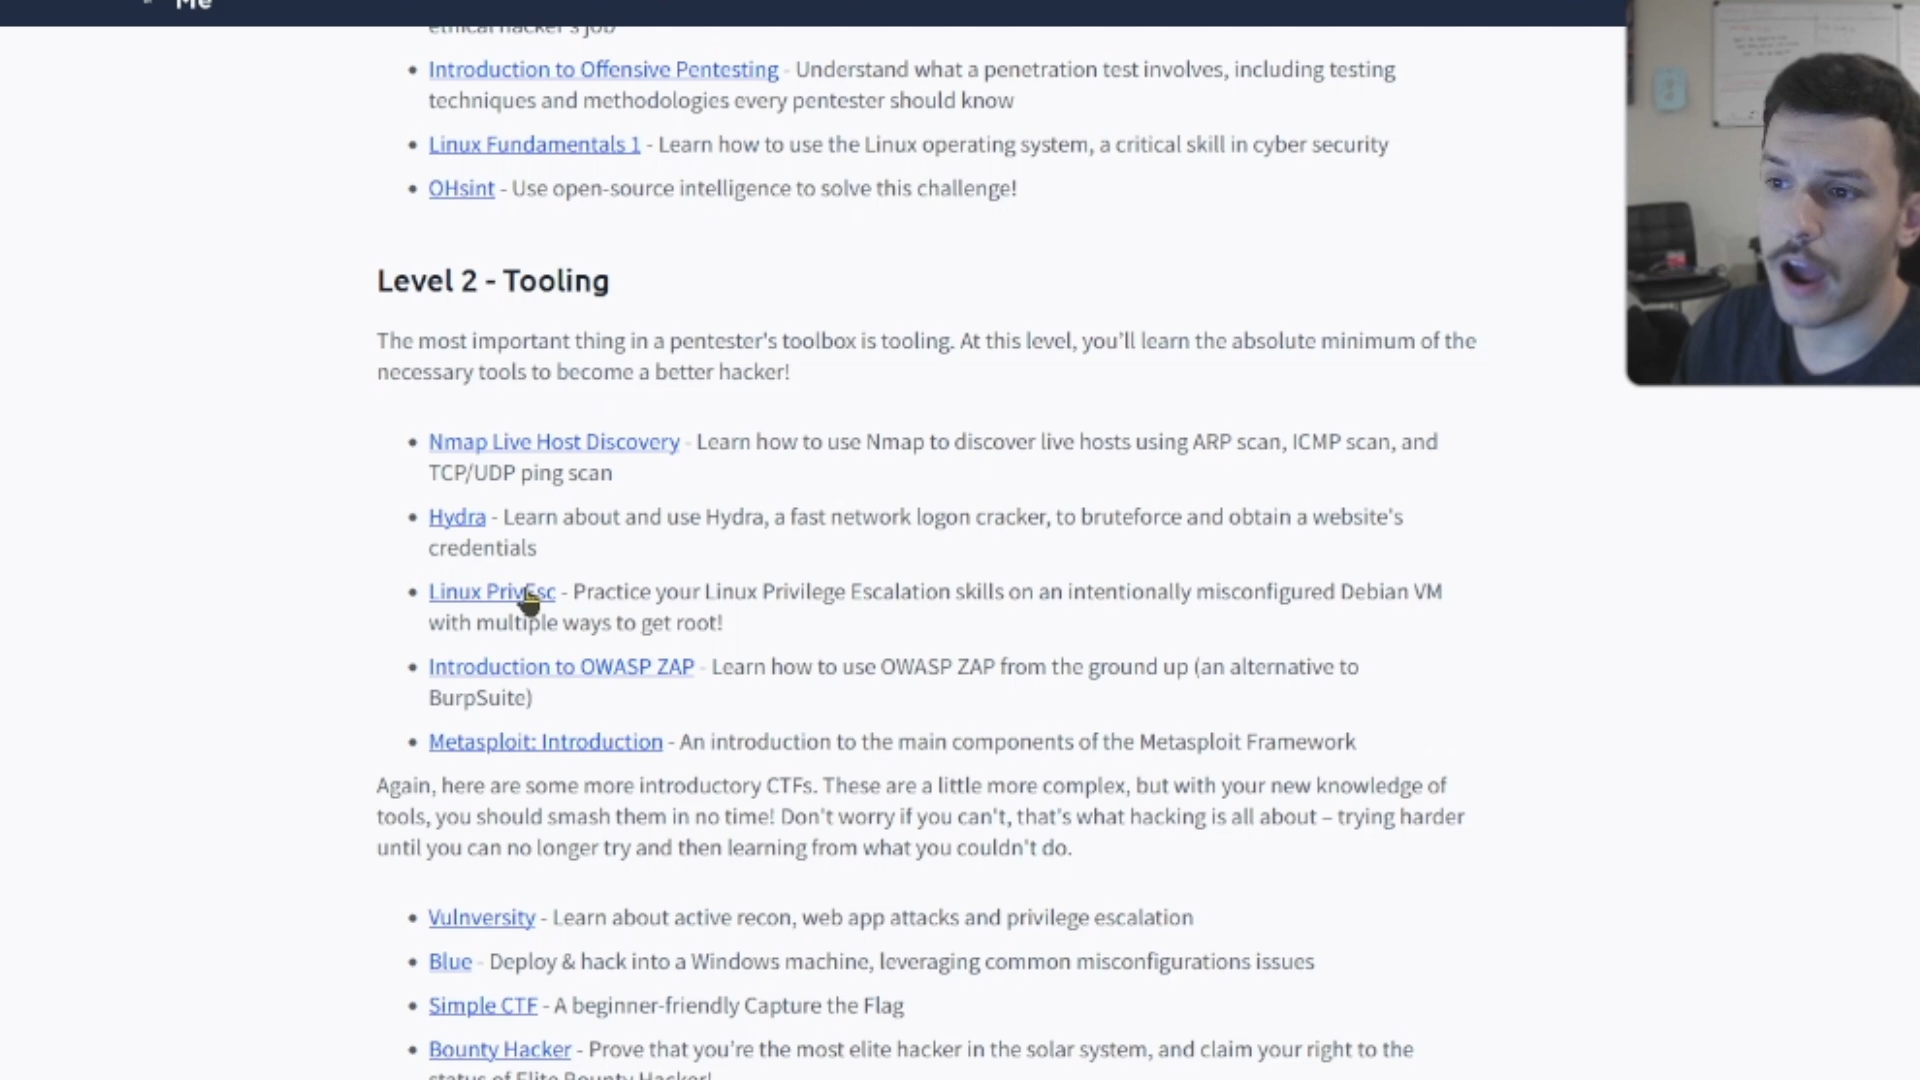 Me
ethical hacker's job
• Introduction to Offensive Pentesting - Understand what a penetration test involves, including testing
techniques and methodologies every pentester should know
• Linux Fundamentals 1 - Learn how to use the Linux operating system, a critical skill in cyber security
• OHsint - Use open-source intelligence to solve this challenge!
Level 2 - Tooling
The most important thing in a pentester's toolbox is tooling. At this level, you’ll learn the absolute minimum of the
necessary tools to become a better hacker!
• Nmap Live Host Discovery - Learn how to use Nmap to discover live hosts using ARP scan, ICMP scan, and
TCP/UDP ping scan
• Hydra - Learn about and use Hydra, a fast network logon cracker, to bruteforce and obtain a website's
credentials
• Linux PrivEsc - Practice your Linux Privilege Escalation skills on an intentionally misconfigured Debian VM
with multiple ways to get root!
• Introduction to OWASP ZAP - Learn how to use OWASP ZAP from the ground up (an alternative to
BurpSuite)
• Metasploit: Introduction - An introduction to the main components of the Metasploit Framework
Again, here are some more introductory CTFs. These are a little more complex, but with your new knowledge of
tools, you should smash them in no time! Don't worry if you can't, that's what hacking is all about – trying harder
until you can no longer try and then learning from what you couldn't do.
• Vulnversity - Learn about active recon, web app attacks and privilege escalation
• Blue - Deploy & hack into a Windows machine, leveraging common misconfigurations issues
• Simple CTF - A beginner-friendly Capture the Flag
• Bounty Hacker - Prove that you’re the most elite hacker in the solar system, and claim your right to the
status of Elite Bounty Hacker!